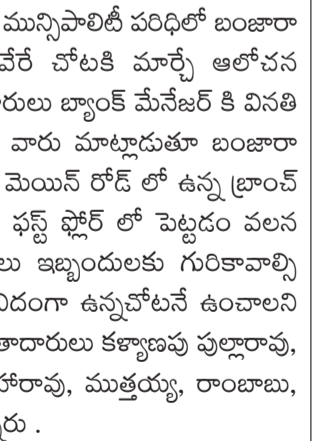 మున్సిపాలిటీ పరిధిలో బంజారా
వేరే చోటకి మార్చే ఆలోచన
రులు బ్యాంక్ మేనేజర్ కి వినతి
వారు మాట్లాడుతూ బంజారా
మెయిన్ రోడ్ లో ఉన్న బ్రాంచ్
ఫస్ట్ ఫ్లోర్ లో పెట్టడం వలన
లు ఇబ్బందులకు గురికావాల్సి
విదంగా ఉన్నచోటనే ఉంచాలని
తాదారులు కళ్యాణపు పుల్లారావు,
హారావు, ముత్తయ్య, రాంబాబు,
రు .